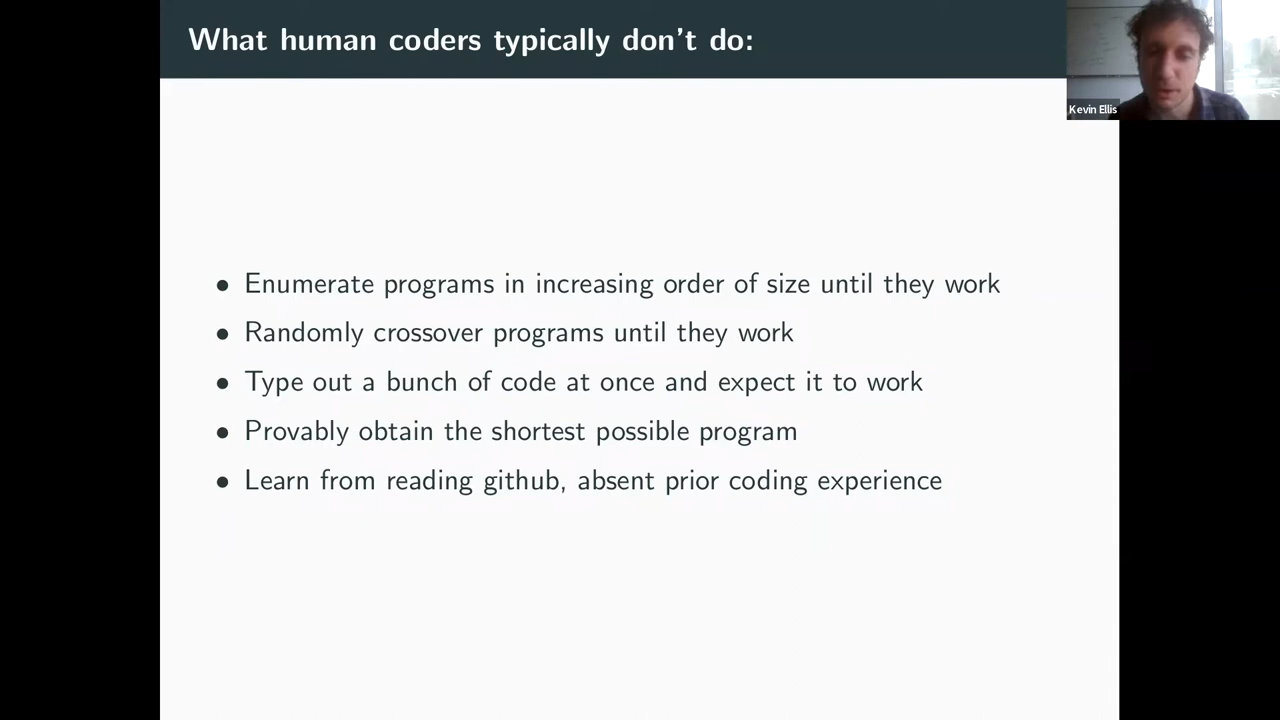 What human coders typically don't do:
Kevin Ellis
• Enumerate programs in increasing order of size until they work
• Randomly crossover programs until they work
• Type out a bunch of code at once and expect it to work
• Provably obtain the shortest possible program
• Learn from reading github, absent prior coding experience